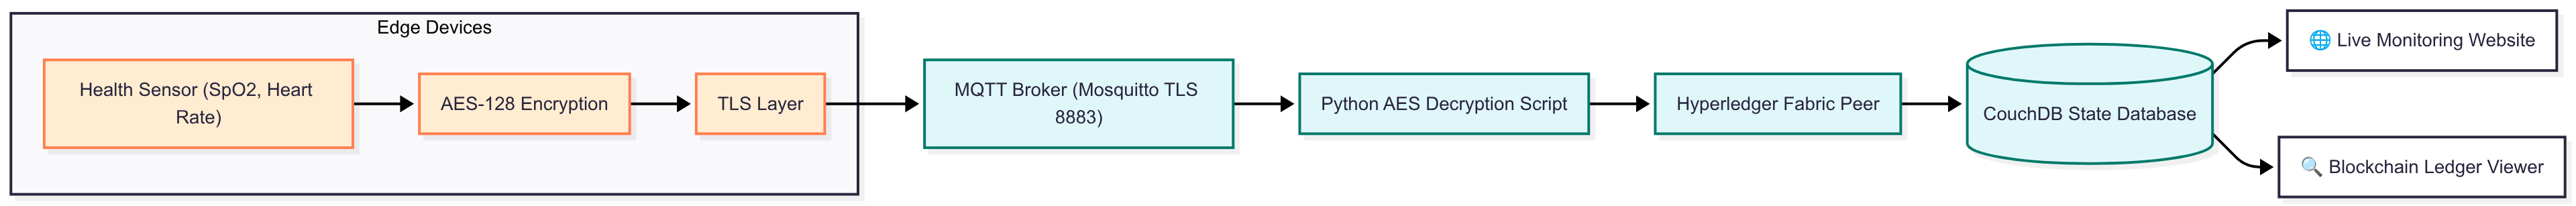 Edge Devices
Health Sensor (SpO2, Heart
Rate)
AES-128 Encryption
TLS Layer
MQTT Broker (Mosquitto TLS
8883)
Python AES Decryption Script
Hyperledger Fabric Peer
CouchDB State Database
🌐 Live Monitoring Website
🔍 Blockchain Ledger Viewer